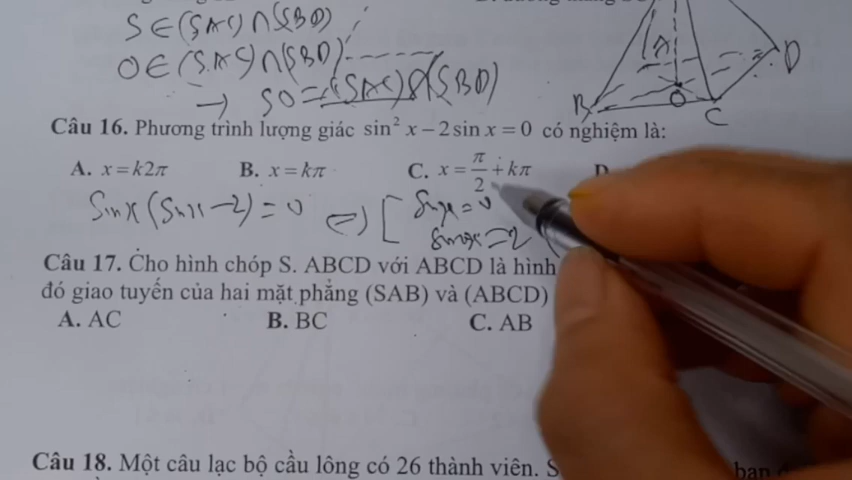 S ∈ (SAC) ∩ (SBD)
O ∈ (SAC) ∩ (SBD)
→ SO = (SAC) ∩ (SBD)
B O C D
Câu 16. Phương trình lượng giác sin² x − 2 sin x = 0 có nghiệm là:
A. x = k2π B. x = kπ C. x = π/2 + kπ D.
sinx (sinx − 2) = 0 ⇔ [ sinx = 0
sinx = 2
Câu 17. Cho hình chóp S. ABCD với ABCD là hình
đó giao tuyến của hai mặt phẳng (SAB) và (ABCD)
A. AC B. BC C. AB
Câu 18. Một câu lạc bộ cầu lông có 26 thành viên. S